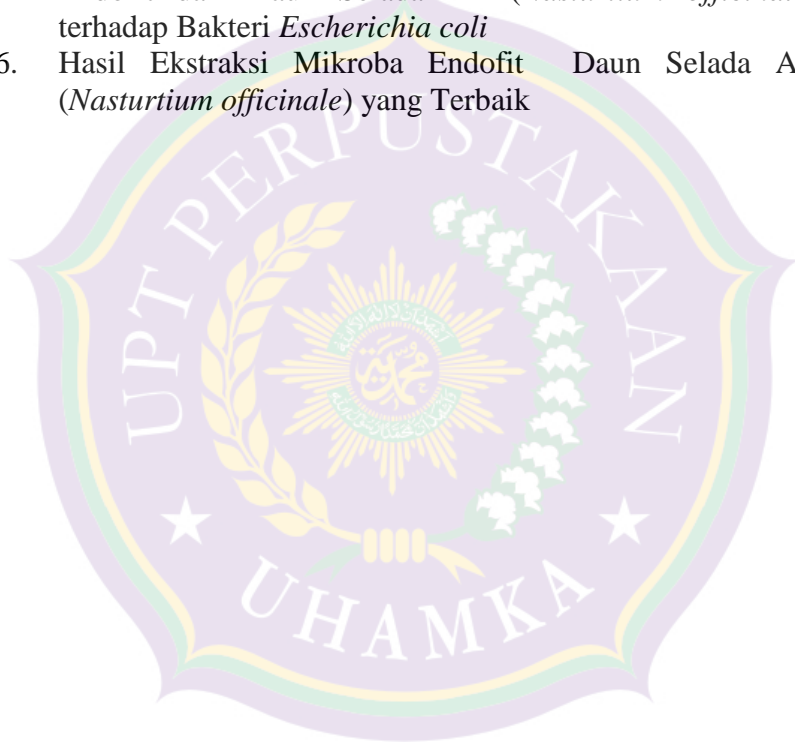 terhadap Bakteri Escherichia coli
6. Hasil Ekstraksi Mikroba Endofit Daun Selada A
(Nasturtium officinale) yang Terbaik
UPT PERPUSTAKAAN
UHAMKA